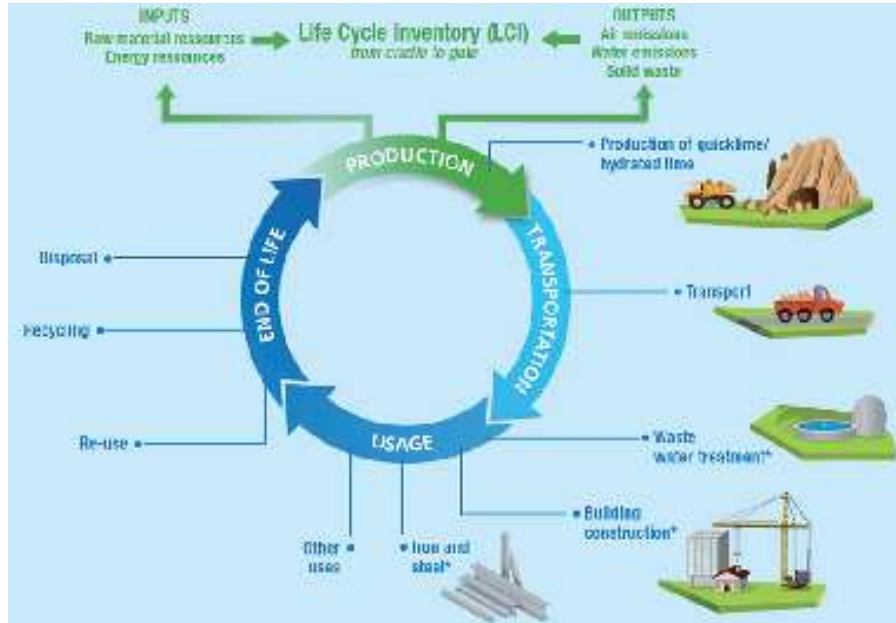 INPUTS
Raw material ressources
Energy ressources
Life Cycle Inventory (LCI)
from cradle to gate
OUTPUTS
Air emissions
Water emissions
Solid waste
PRODUCTION
• Production of quicklime/
hydrated lime
TRANSPORTATION
• Transport
Disposal •
END OF LIFE
Recycling •
Re-use •
USAGE
• Waste
water treatment*
• Building
construction*
Other •
uses
• Iron and
steel*